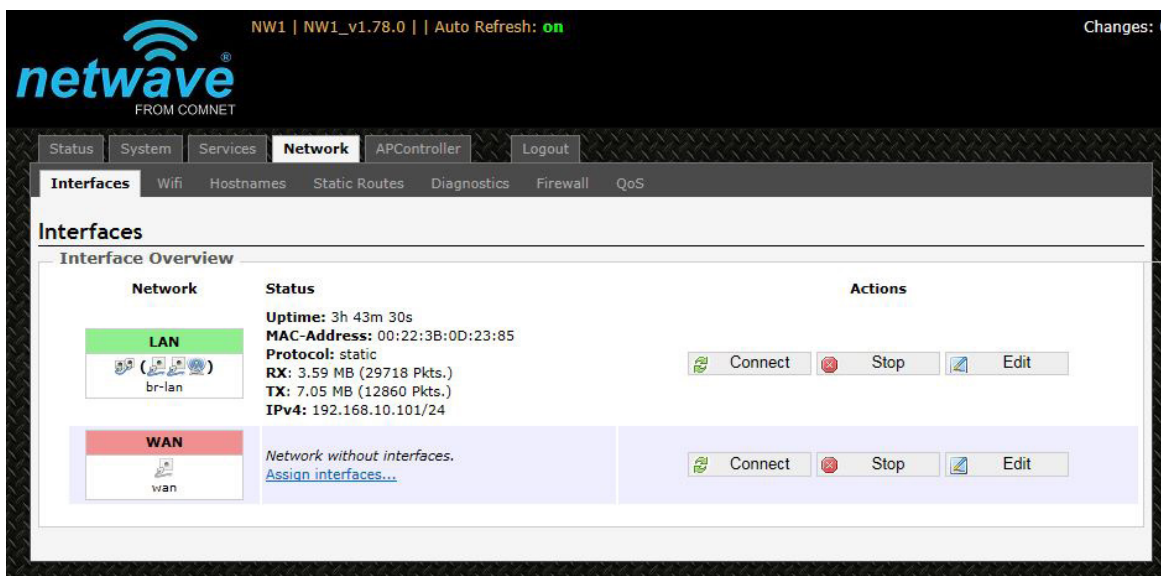 NW1 | NW1_v1.78.0 | | Auto Refresh: on
Changes:
netwave®
FROM COMNET
Status System Services Network APController Logout
Interfaces Wifi Hostnames Static Routes Diagnostics Firewall QoS
Interfaces
Interface Overview
Network Status Actions
Uptime: 3h 43m 30s
MAC-Address: 00:22:3B:0D:23:85
Protocol: static
RX: 3.59 MB (29718 Pkts.)
TX: 7.05 MB (12860 Pkts.)
IPv4: 192.168.10.101/24
LAN
( )
br-lan
Connect Stop Edit
WAN
wan
Network without interfaces.
Assign interfaces...
Connect Stop Edit